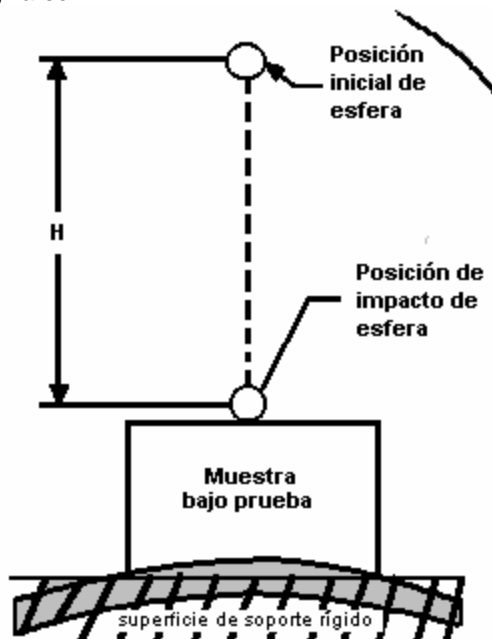 Posición
inicial de
esfera
H
Posición de
impacto de
esfera
Muestra
bajo prueba
superficie de soporte rígido